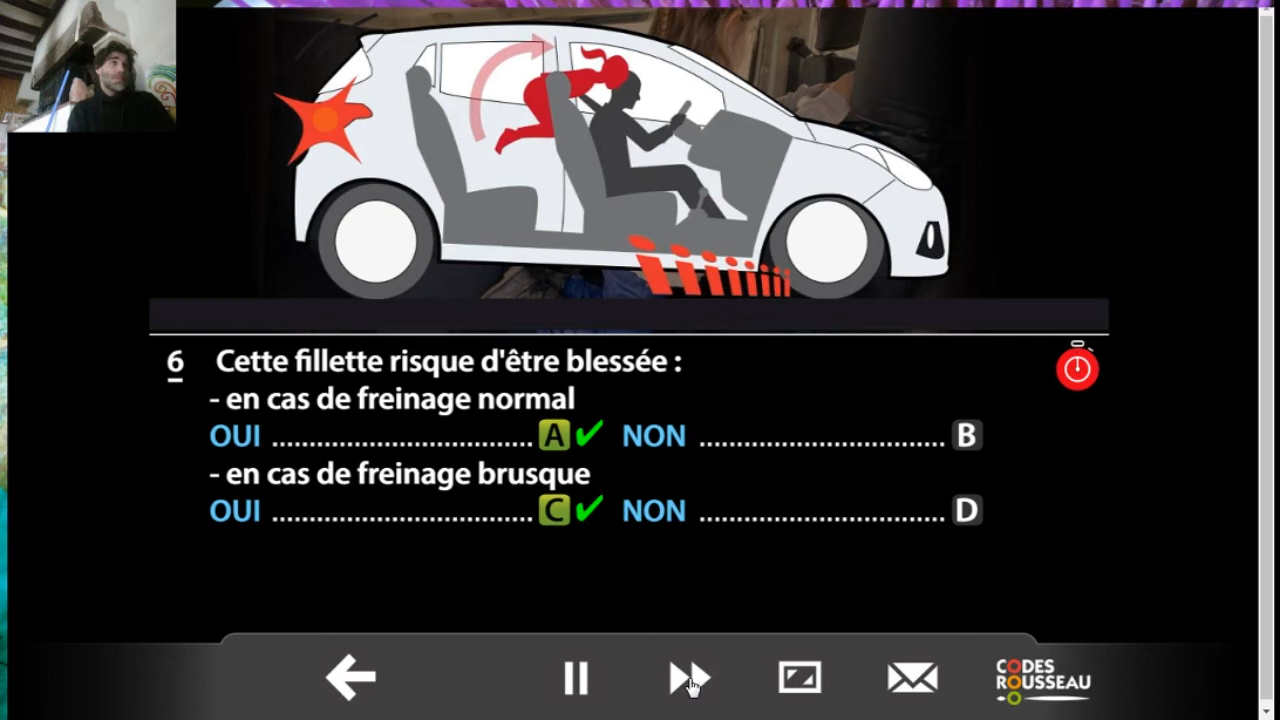 6 Cette fillette risque d'être blessée :
- en cas de freinage normal
OUI ................................... A ✔ NON ................................. B
- en cas de freinage brusque
OUI ................................... C ✔ NON ................................. D
CODES
ROUSSEAU